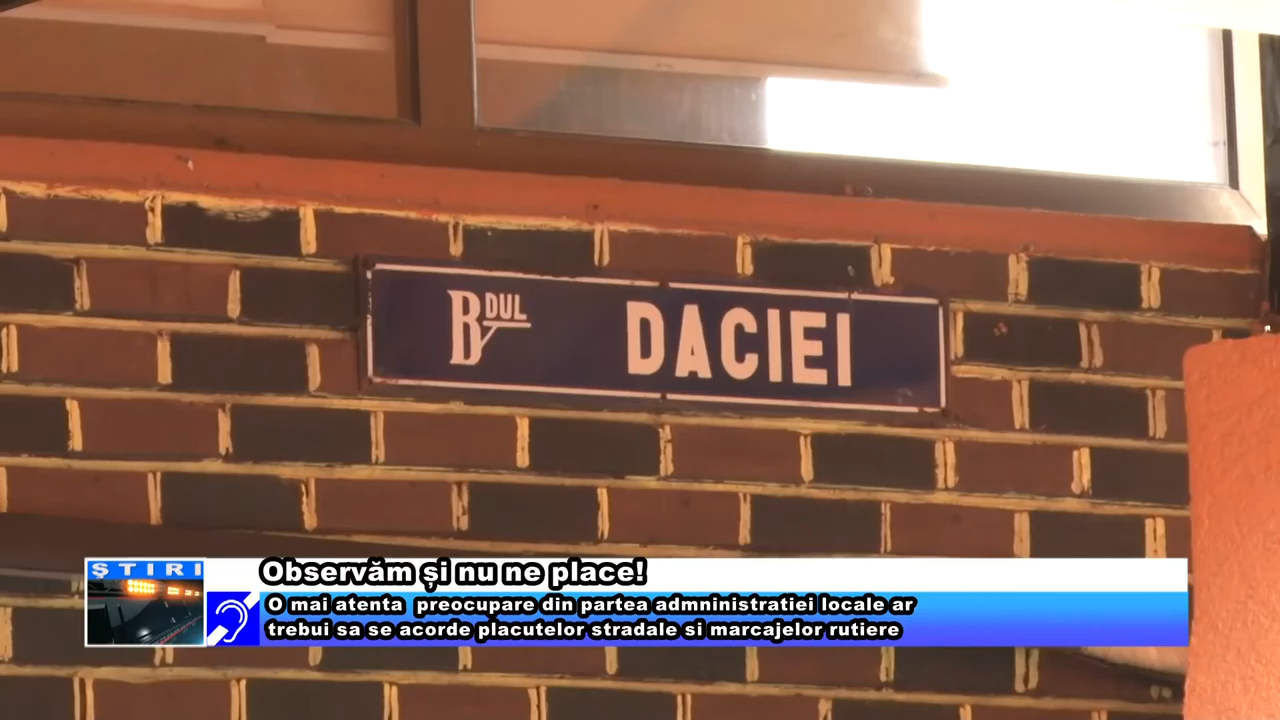 BDUL DACIEI
ȘTIRI
Observăm și nu ne place!
O mai atenta preocupare din partea admninistratiei locale ar
trebui sa se acorde placutelor stradale si marcajelor rutiere